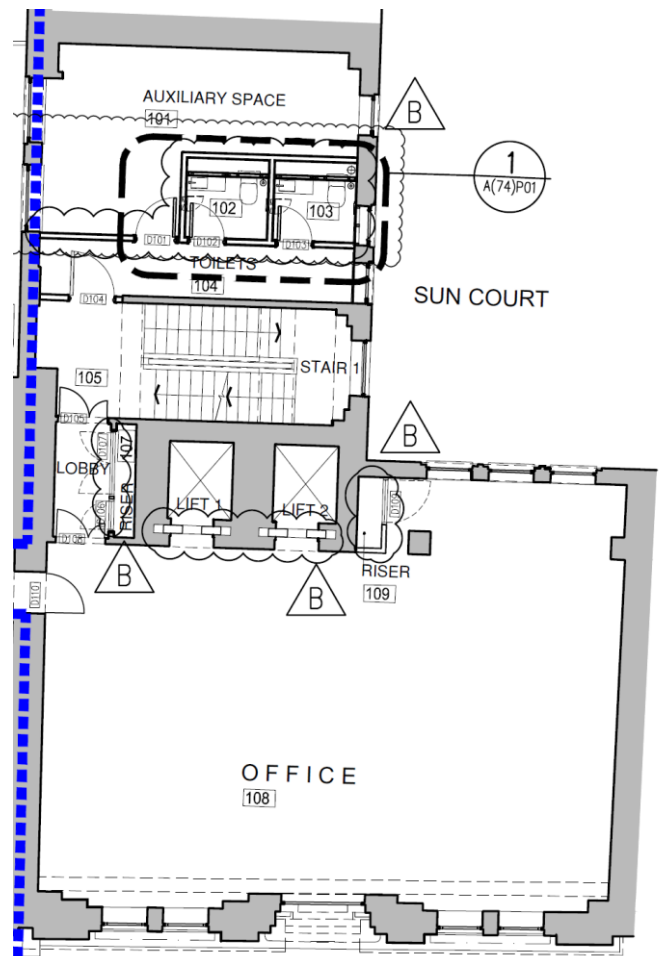 AUXILIARY SPACE
101
B
1
A(74)P01
102
103
D101
D102
D103
TOILETS
104
SUN COURT
D104
STAIR 1
105
D105
B
LOBBY
D107
107
RISER
LIFT 1
LIFT 2
B
B
RISER
109
D110
OFFICE
108